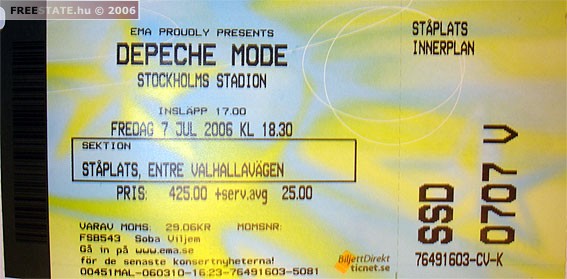 FREESTATE.hu © 2006
EMA PROUDLY PRESENTS
DEPECHE MODE
STOCKHOLMS STADION
INSLÄPP 17.00
FREDAG 7 JUL 2006 KL 18.30
SEKTION
STÅPLATS, ENTRE VALHALLAVÄGEN
PRIS: 425.00 +serv.avg 25.00
VARAV MOMS: 29.06KR MOMSNR:
FSB543 Soba Viljem
Gå in på www.ema.se
för de senaste konsertnyheterna!
00451MAL-060310-16:23-76491603-5081
BiljettDirekt
ticnet.se
STÅPLATS
INNERPLAN
SSD
0707 V
76491603-CV-K